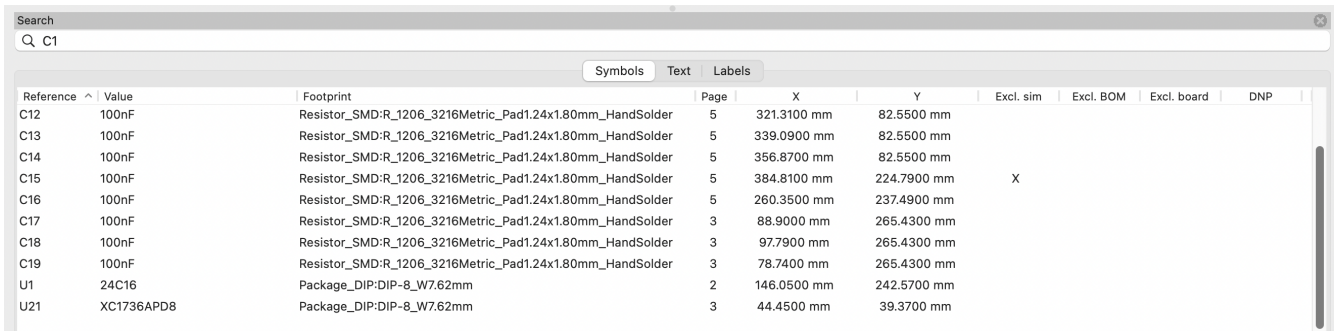 Search
C1
Symbols Text Labels
Reference Value Footprint Page X Y Excl. sim Excl. BOM Excl. board DNP
C12 100nF Resistor_SMD:R_1206_3216Metric_Pad1.24x1.80mm_HandSolder 5 321.3100 mm 82.5500 mm
C13 100nF Resistor_SMD:R_1206_3216Metric_Pad1.24x1.80mm_HandSolder 5 339.0900 mm 82.5500 mm
C14 100nF Resistor_SMD:R_1206_3216Metric_Pad1.24x1.80mm_HandSolder 5 356.8700 mm 82.5500 mm
C15 100nF Resistor_SMD:R_1206_3216Metric_Pad1.24x1.80mm_HandSolder 5 384.8100 mm 224.7900 mm X
C16 100nF Resistor_SMD:R_1206_3216Metric_Pad1.24x1.80mm_HandSolder 5 260.3500 mm 237.4900 mm
C17 100nF Resistor_SMD:R_1206_3216Metric_Pad1.24x1.80mm_HandSolder 3 88.9000 mm 265.4300 mm
C18 100nF Resistor_SMD:R_1206_3216Metric_Pad1.24x1.80mm_HandSolder 3 97.7900 mm 265.4300 mm
C19 100nF Resistor_SMD:R_1206_3216Metric_Pad1.24x1.80mm_HandSolder 3 78.7400 mm 265.4300 mm
U1 24C16 Package_DIP:DIP-8_W7.62mm 2 146.0500 mm 242.5700 mm
U21 XC1736APD8 Package_DIP:DIP-8_W7.62mm 3 44.4500 mm 39.3700 mm